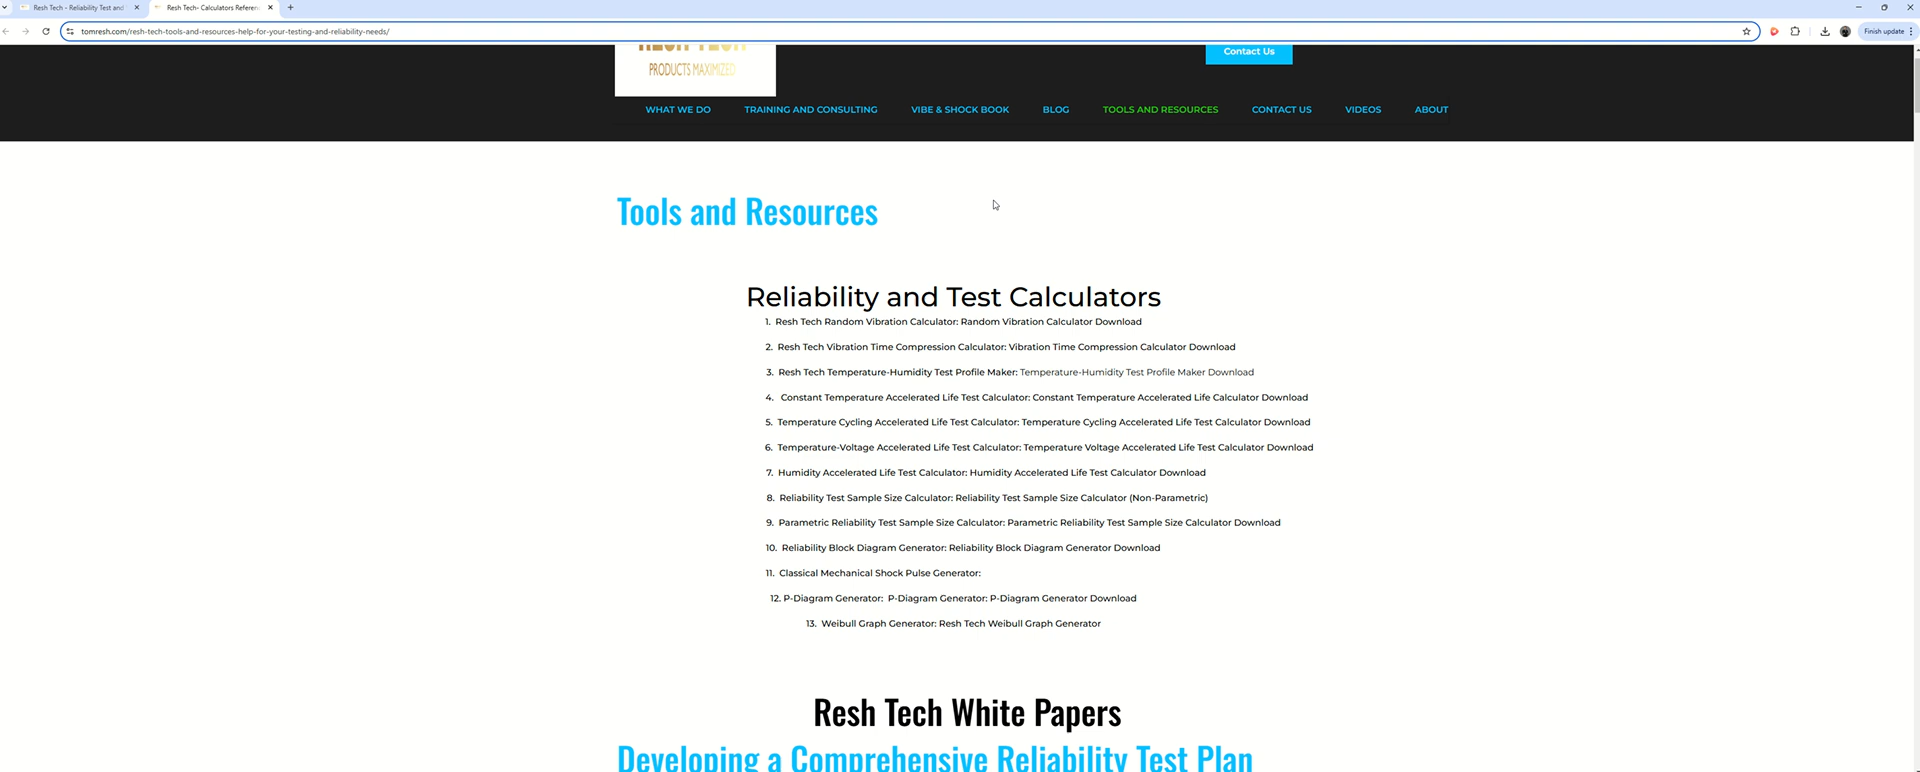 Resh Tech - Reliability Test and
Resh Tech- Calculators Referen
tomresh.com/resh-tech-tools-and-resources-help-for-your-testing-and-reliability-needs/
Finish update
RESH TECH
PRODUCTS MAXIMIZED
Contact Us
WHAT WE DO TRAINING AND CONSULTING VIBE & SHOCK BOOK BLOG TOOLS AND RESOURCES CONTACT US VIDEOS ABOUT
Tools and Resources
Reliability and Test Calculators
1. Resh Tech Random Vibration Calculator: Random Vibration Calculator Download
2. Resh Tech Vibration Time Compression Calculator: Vibration Time Compression Calculator Download
3. Resh Tech Temperature-Humidity Test Profile Maker: Temperature-Humidity Test Profile Maker Download
4. Constant Temperature Accelerated Life Test Calculator: Constant Temperature Accelerated Life Calculator Download
5. Temperature Cycling Accelerated Life Test Calculator: Temperature Cycling Accelerated Life Test Calculator Download
6. Temperature-Voltage Accelerated Life Test Calculator: Temperature Voltage Accelerated Life Test Calculator Download
7. Humidity Accelerated Life Test Calculator: Humidity Accelerated Life Test Calculator Download
8. Reliability Test Sample Size Calculator: Reliability Test Sample Size Calculator (Non-Parametric)
9. Parametric Reliability Test Sample Size Calculator: Parametric Reliability Test Sample Size Calculator Download
10. Reliability Block Diagram Generator: Reliability Block Diagram Generator Download
11. Classical Mechanical Shock Pulse Generator:
12. P-Diagram Generator: P-Diagram Generator: P-Diagram Generator Download
13. Weibull Graph Generator: Resh Tech Weibull Graph Generator
Resh Tech White Papers
Developing a Comprehensive Reliability Test Plan